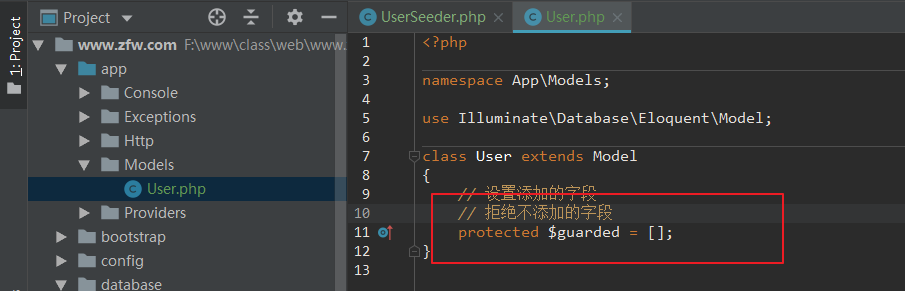 1: Project
Project
www.zfw.com F:\www\class\web\www.
app
Console
Exceptions
Http
Models
User.php
Providers
bootstrap
config
database
UserSeeder.php
User.php
1 <?php
2
3 namespace App\Models;
4
5 use Illuminate\Database\Eloquent\Model;
6
7 class User extends Model
8 {
9 // 设置添加的字段
10 // 拒绝不添加的字段
11 protected $guarded = [];
12 }
13